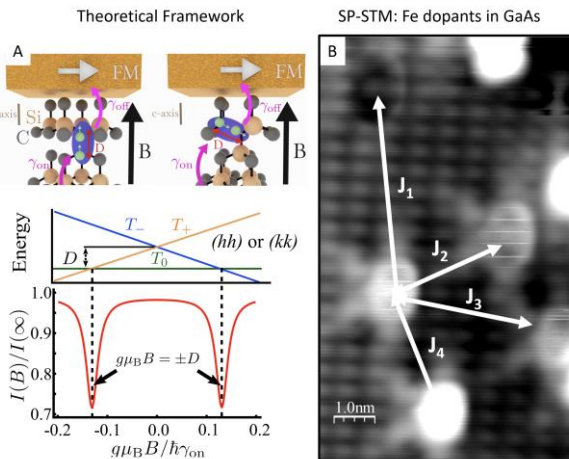 Theoretical Framework
SP-STM: Fe dopants in GaAs
A
FM
FM
γoff
γoff
-axis
Si
C
D
B
γon
c-axis
D
B
γon
T₋
T₊
(hh) or (kk)
Energy
D
T₀
1.0
0.9
0.8
0.7
I(B)/I(∞)
gμBB = ±D
-0.2
-0.1
0.0
0.1
0.2
gμBB/ħγon
B
J₁
J₂
J₃
J₄
1.0nm